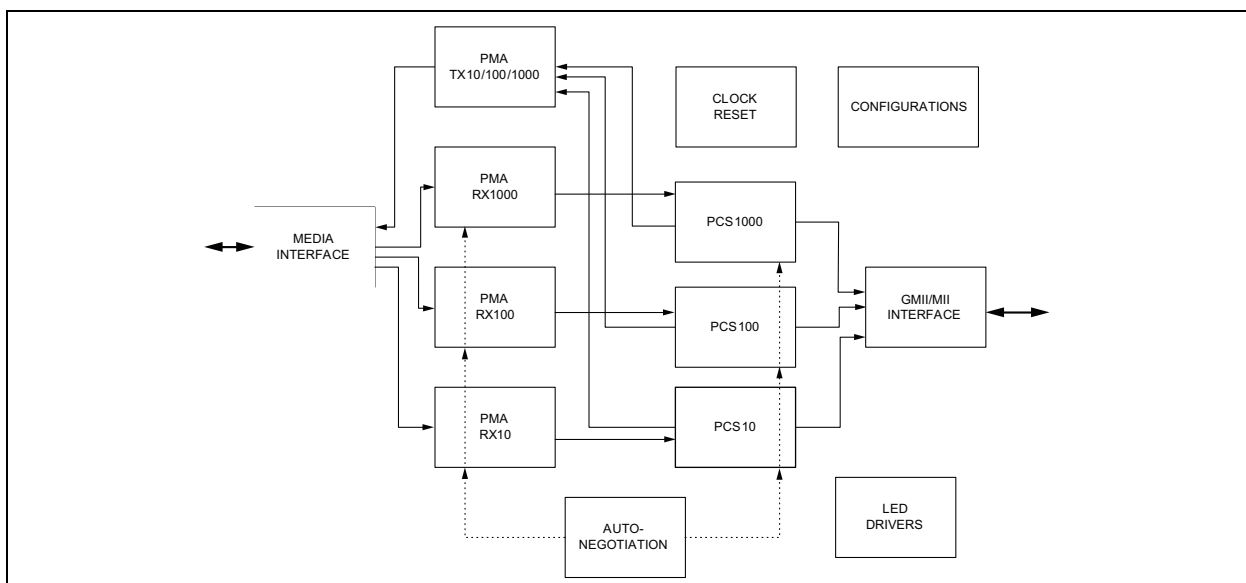 PMA
TX10/100/1000
CLOCK
RESET
CONFIGURATIONS
PMA
RX1000
PCS1000
MEDIA
INTERFACE
PMA
RX100
PCS100
GMII/MII
INTERFACE
PMA
RX10
PCS10
AUTO-
NEGOTIATION
LED
DRIVERS